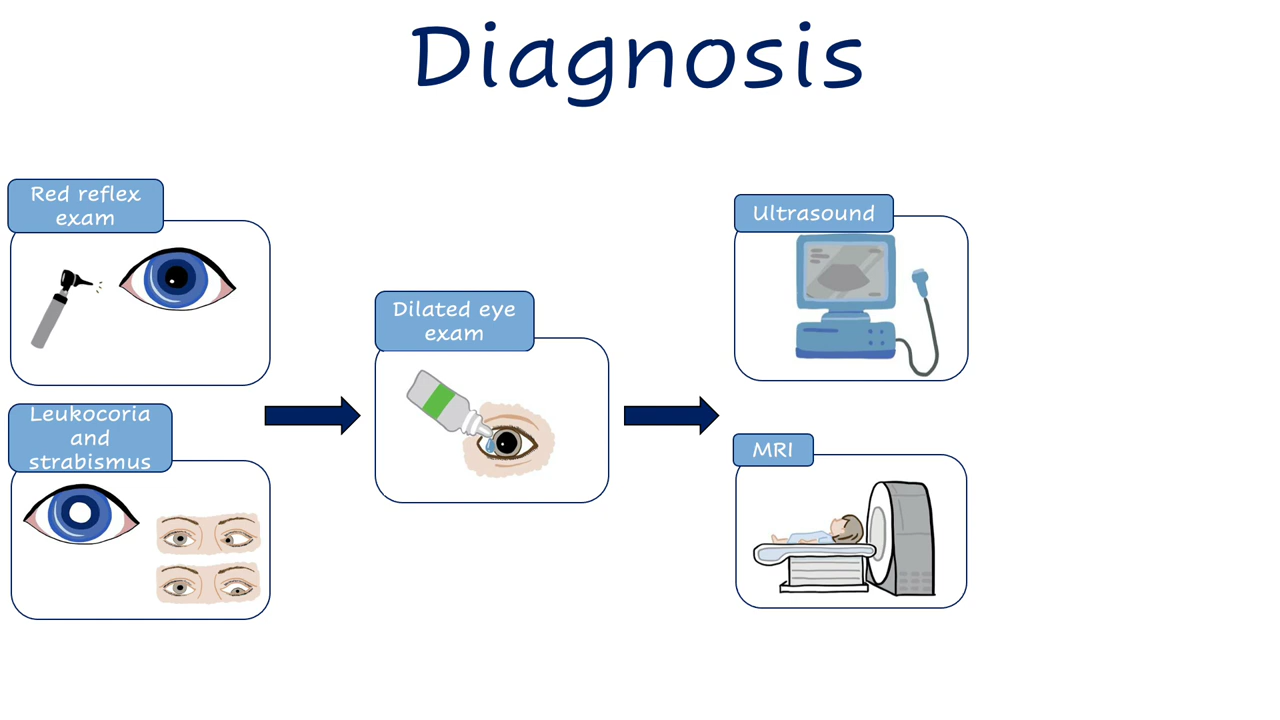 Diagnosis
Red reflex
exam
Leukocoria
and
strabismus
Dilated eye
exam
Ultrasound
MRI